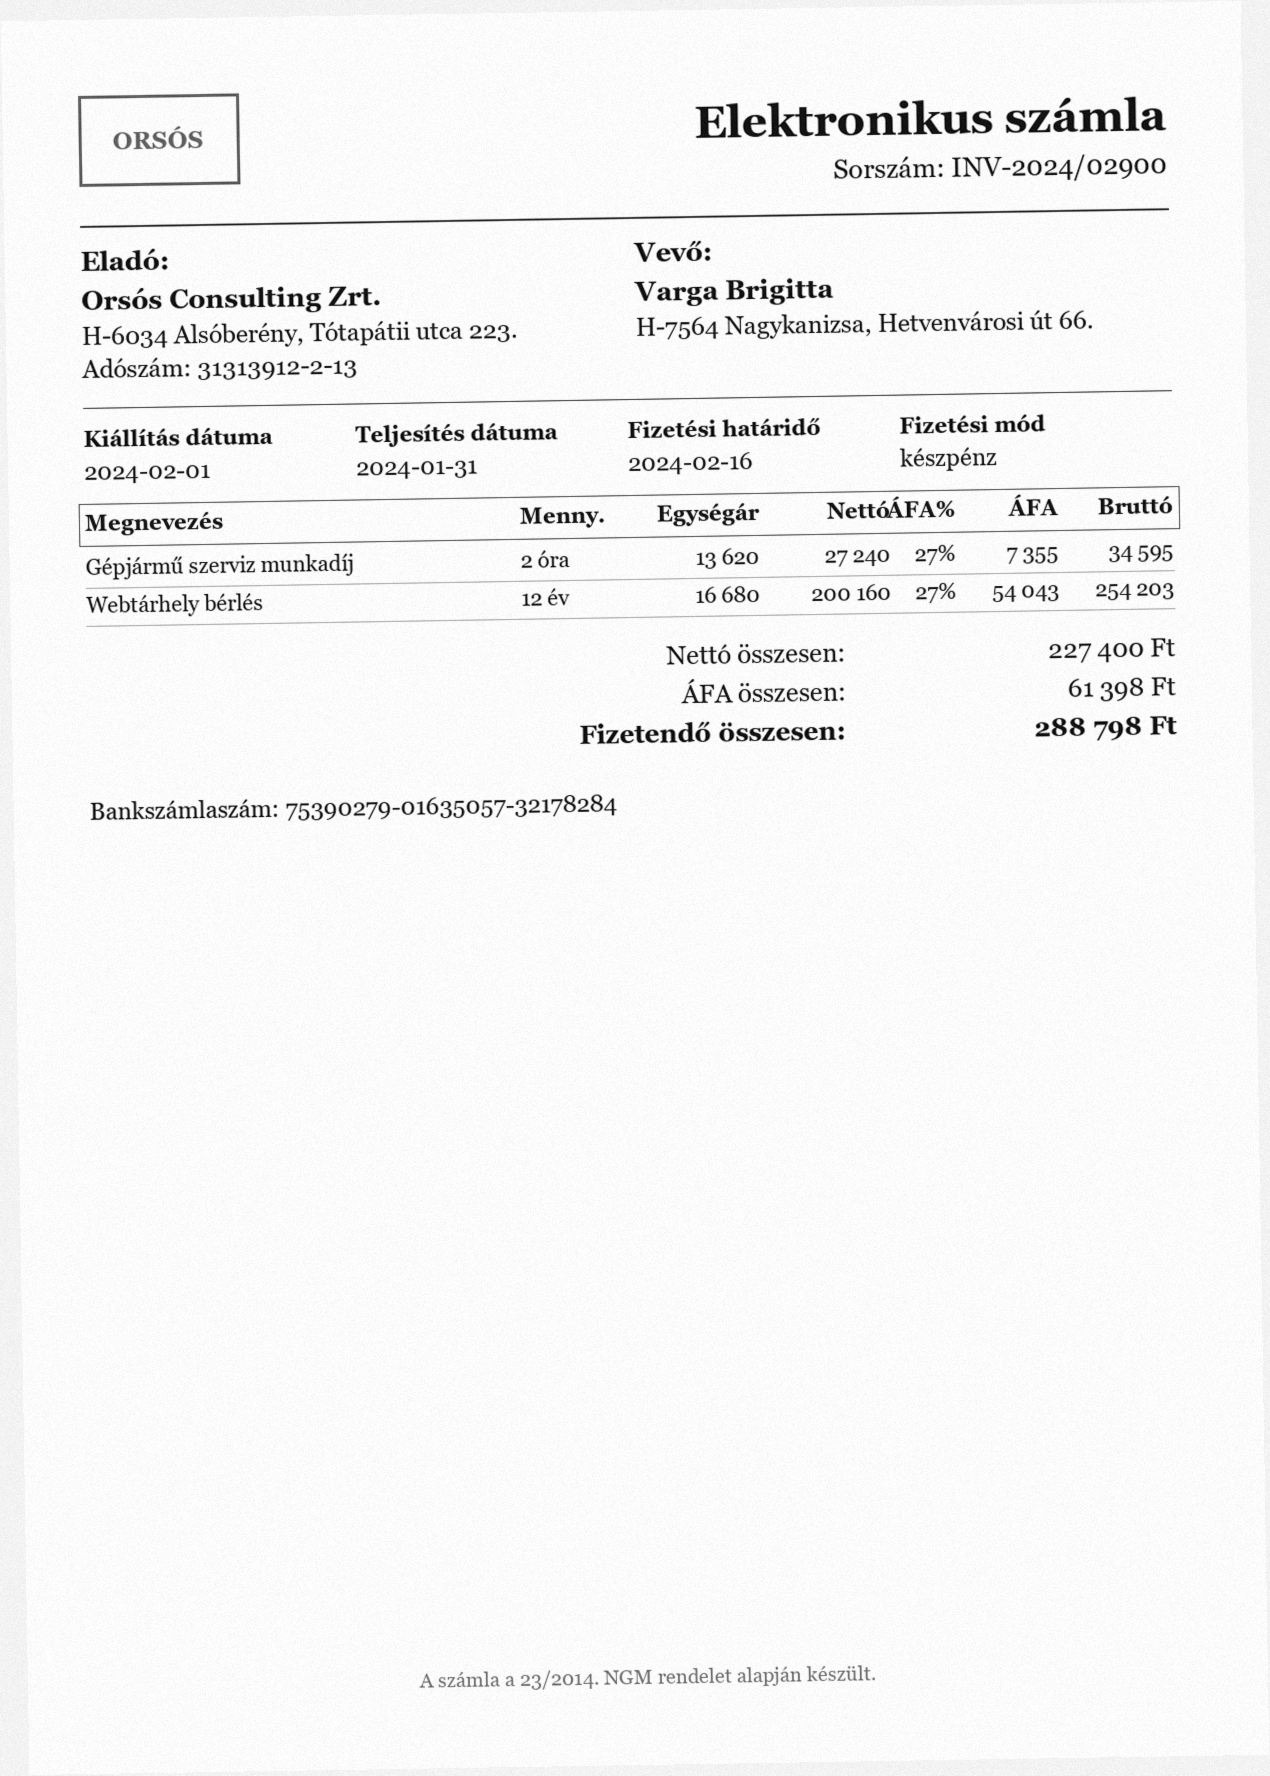 ORSÓS
Elektronikus számla
Sorszám: INV-2024/02900
Eladó:
Orsós Consulting Zrt.
H-6034 Alsóberény, Tótapátii utca 223.
Adószám: 31313912-2-13
Vevő:
Varga Brigitta
H-7564 Nagykanizsa, Hetvenvárosi út 66.
Kiállítás dátuma Teljesítés dátuma Fizetési határidő Fizetési mód
2024-02-01 2024-01-31 2024-02-16 készpénz
Megnevezés Menny. Egységár Nettó ÁFA% ÁFA Bruttó
Gépjármű szerviz munkadíj 2 óra 13 620 27 240 27% 7 355 34 595
Webtárhely bérlés 12 év 16 680 200 160 27% 54 043 254 203
Nettó összesen: 227 400 Ft
ÁFA összesen: 61 398 Ft
Fizetendő összesen: 288 798 Ft
Bankszámlaszám: 75390279-01635057-32178284
A számla a 23/2014. NGM rendelet alapján készült.